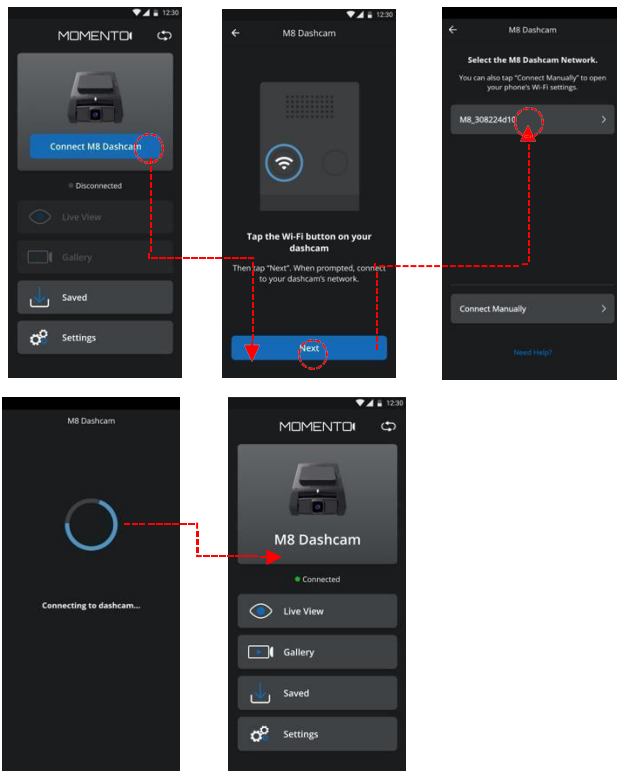 12:30
MOMENTO
Connect M8 Dashcam
Disconnected
Live View
Gallery
Saved
Settings
12:30
M8 Dashcam
Tap the Wi-Fi button on your
dashcam
Then tap "Next". When prompted, connect
to your dashcam's network.
Next
M8 Dashcam
Select the M8 Dashcam Network.
You can also tap "Connect Manually" to open
your phone's Wi-Fi settings.
M8_308224d10
Connect Manually
Need Help?
M8 Dashcam
Connecting to dashcam...
12:30
MOMENTO
M8 Dashcam
Connected
Live View
Gallery
Saved
Settings